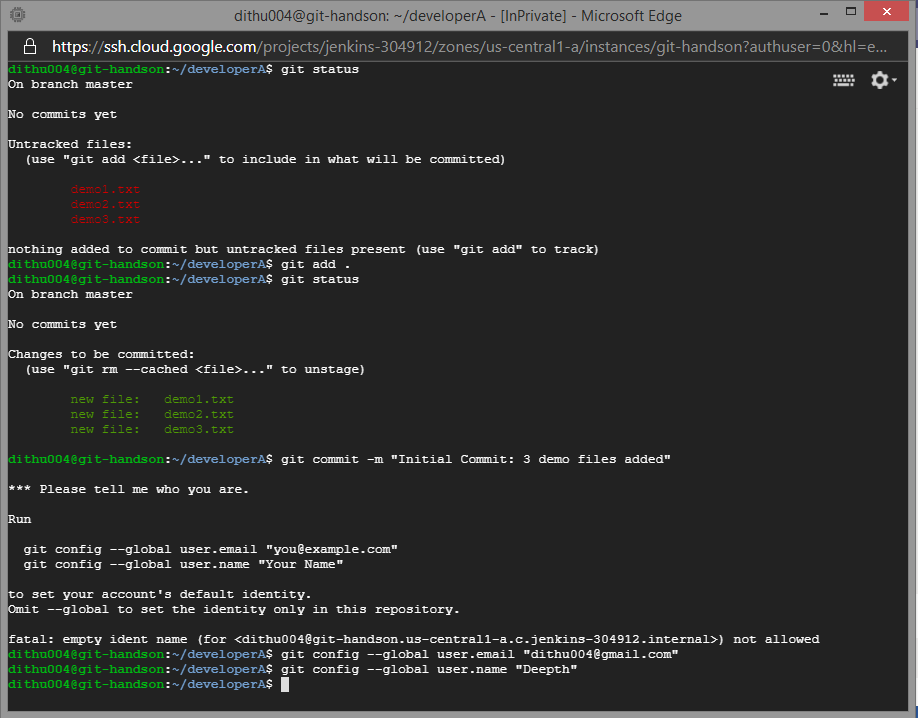 dithu004@git-handson: ~/developerA - [InPrivate] - Microsoft Edge
https://ssh.cloud.google.com/projects/jenkins-304912/zones/us-central1-a/instances/git-handson?authuser=0&hl=e...
dithu004@git-handson:~/developerA$ git status
On branch master
No commits yet
Untracked files:
(use "git add <file>..." to include in what will be committed)
demo1.txt
demo2.txt
demo3.txt
nothing added to commit but untracked files present (use "git add" to track)
dithu004@git-handson:~/developerA$ git add .
dithu004@git-handson:~/developerA$ git status
On branch master
No commits yet
Changes to be committed:
(use "git rm --cached <file>..." to unstage)
new file:   demo1.txt
new file:   demo2.txt
new file:   demo3.txt
dithu004@git-handson:~/developerA$ git commit -m "Initial Commit: 3 demo files added"
*** Please tell me who you are.
Run
git config --global user.email "you@example.com"
git config --global user.name "Your Name"
to set your account's default identity.
Omit --global to set the identity only in this repository.
fatal: empty ident name (for <dithu004@git-handson.us-central1-a.c.jenkins-304912.internal>) not allowed
dithu004@git-handson:~/developerA$ git config --global user.email "dithu004@gmail.com"
dithu004@git-handson:~/developerA$ git config --global user.name "Deepth"
dithu004@git-handson:~/developerA$